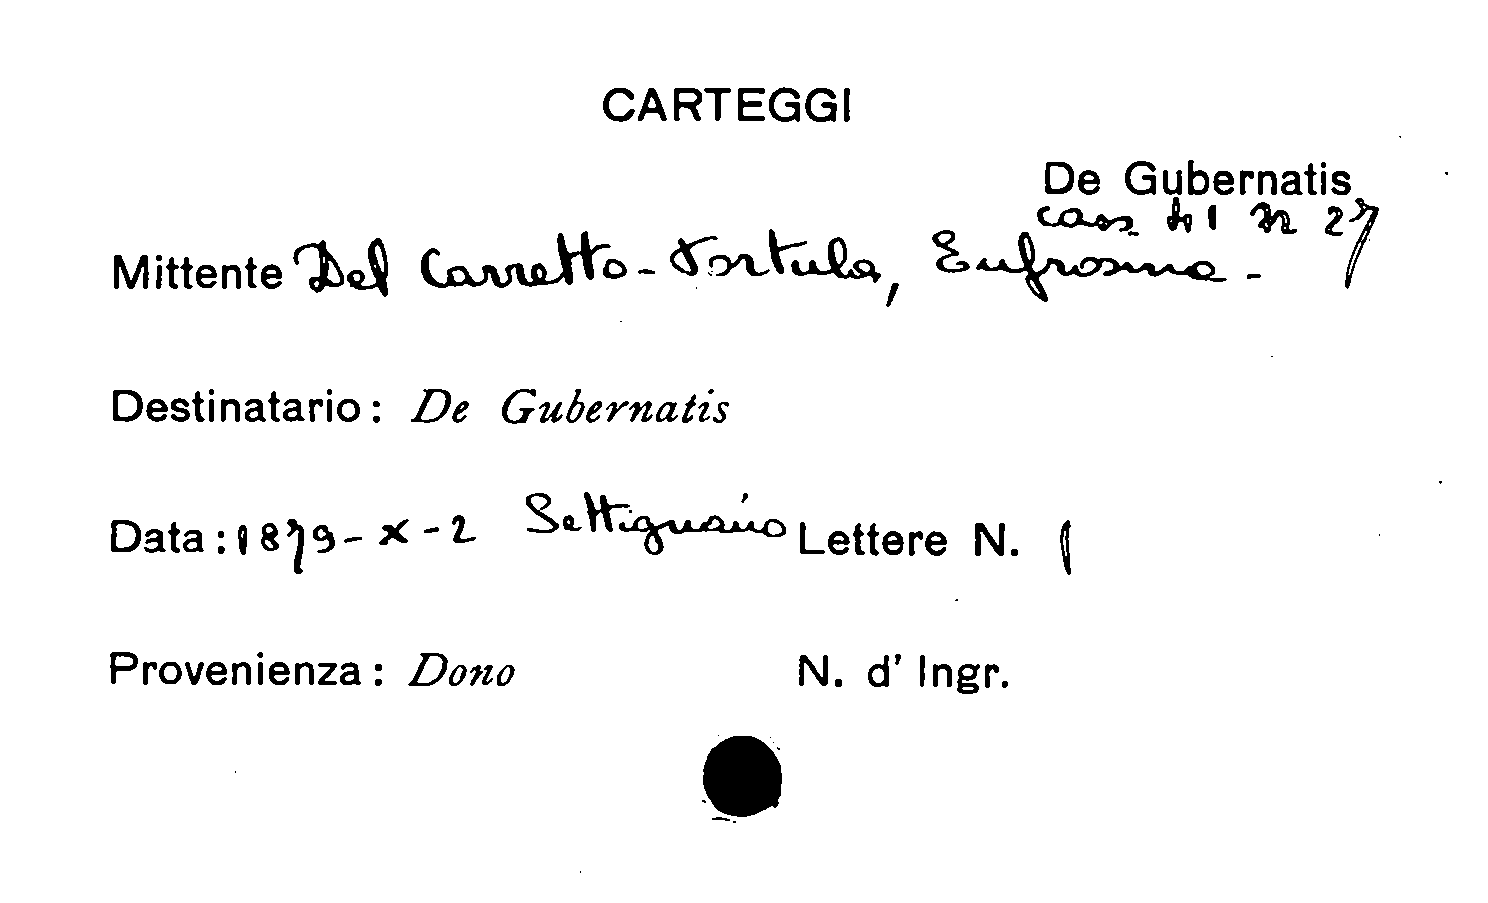 CARTEGGI
De Gubernatis
cass 41 n 27
Mittente Del Carretto-Tortula, Eufrosina -
Destinatario: De Gubernatis
Data: 1879-X-2 Settignano Lettere N. 1
Provenienza: Dono N. d' Ingr.